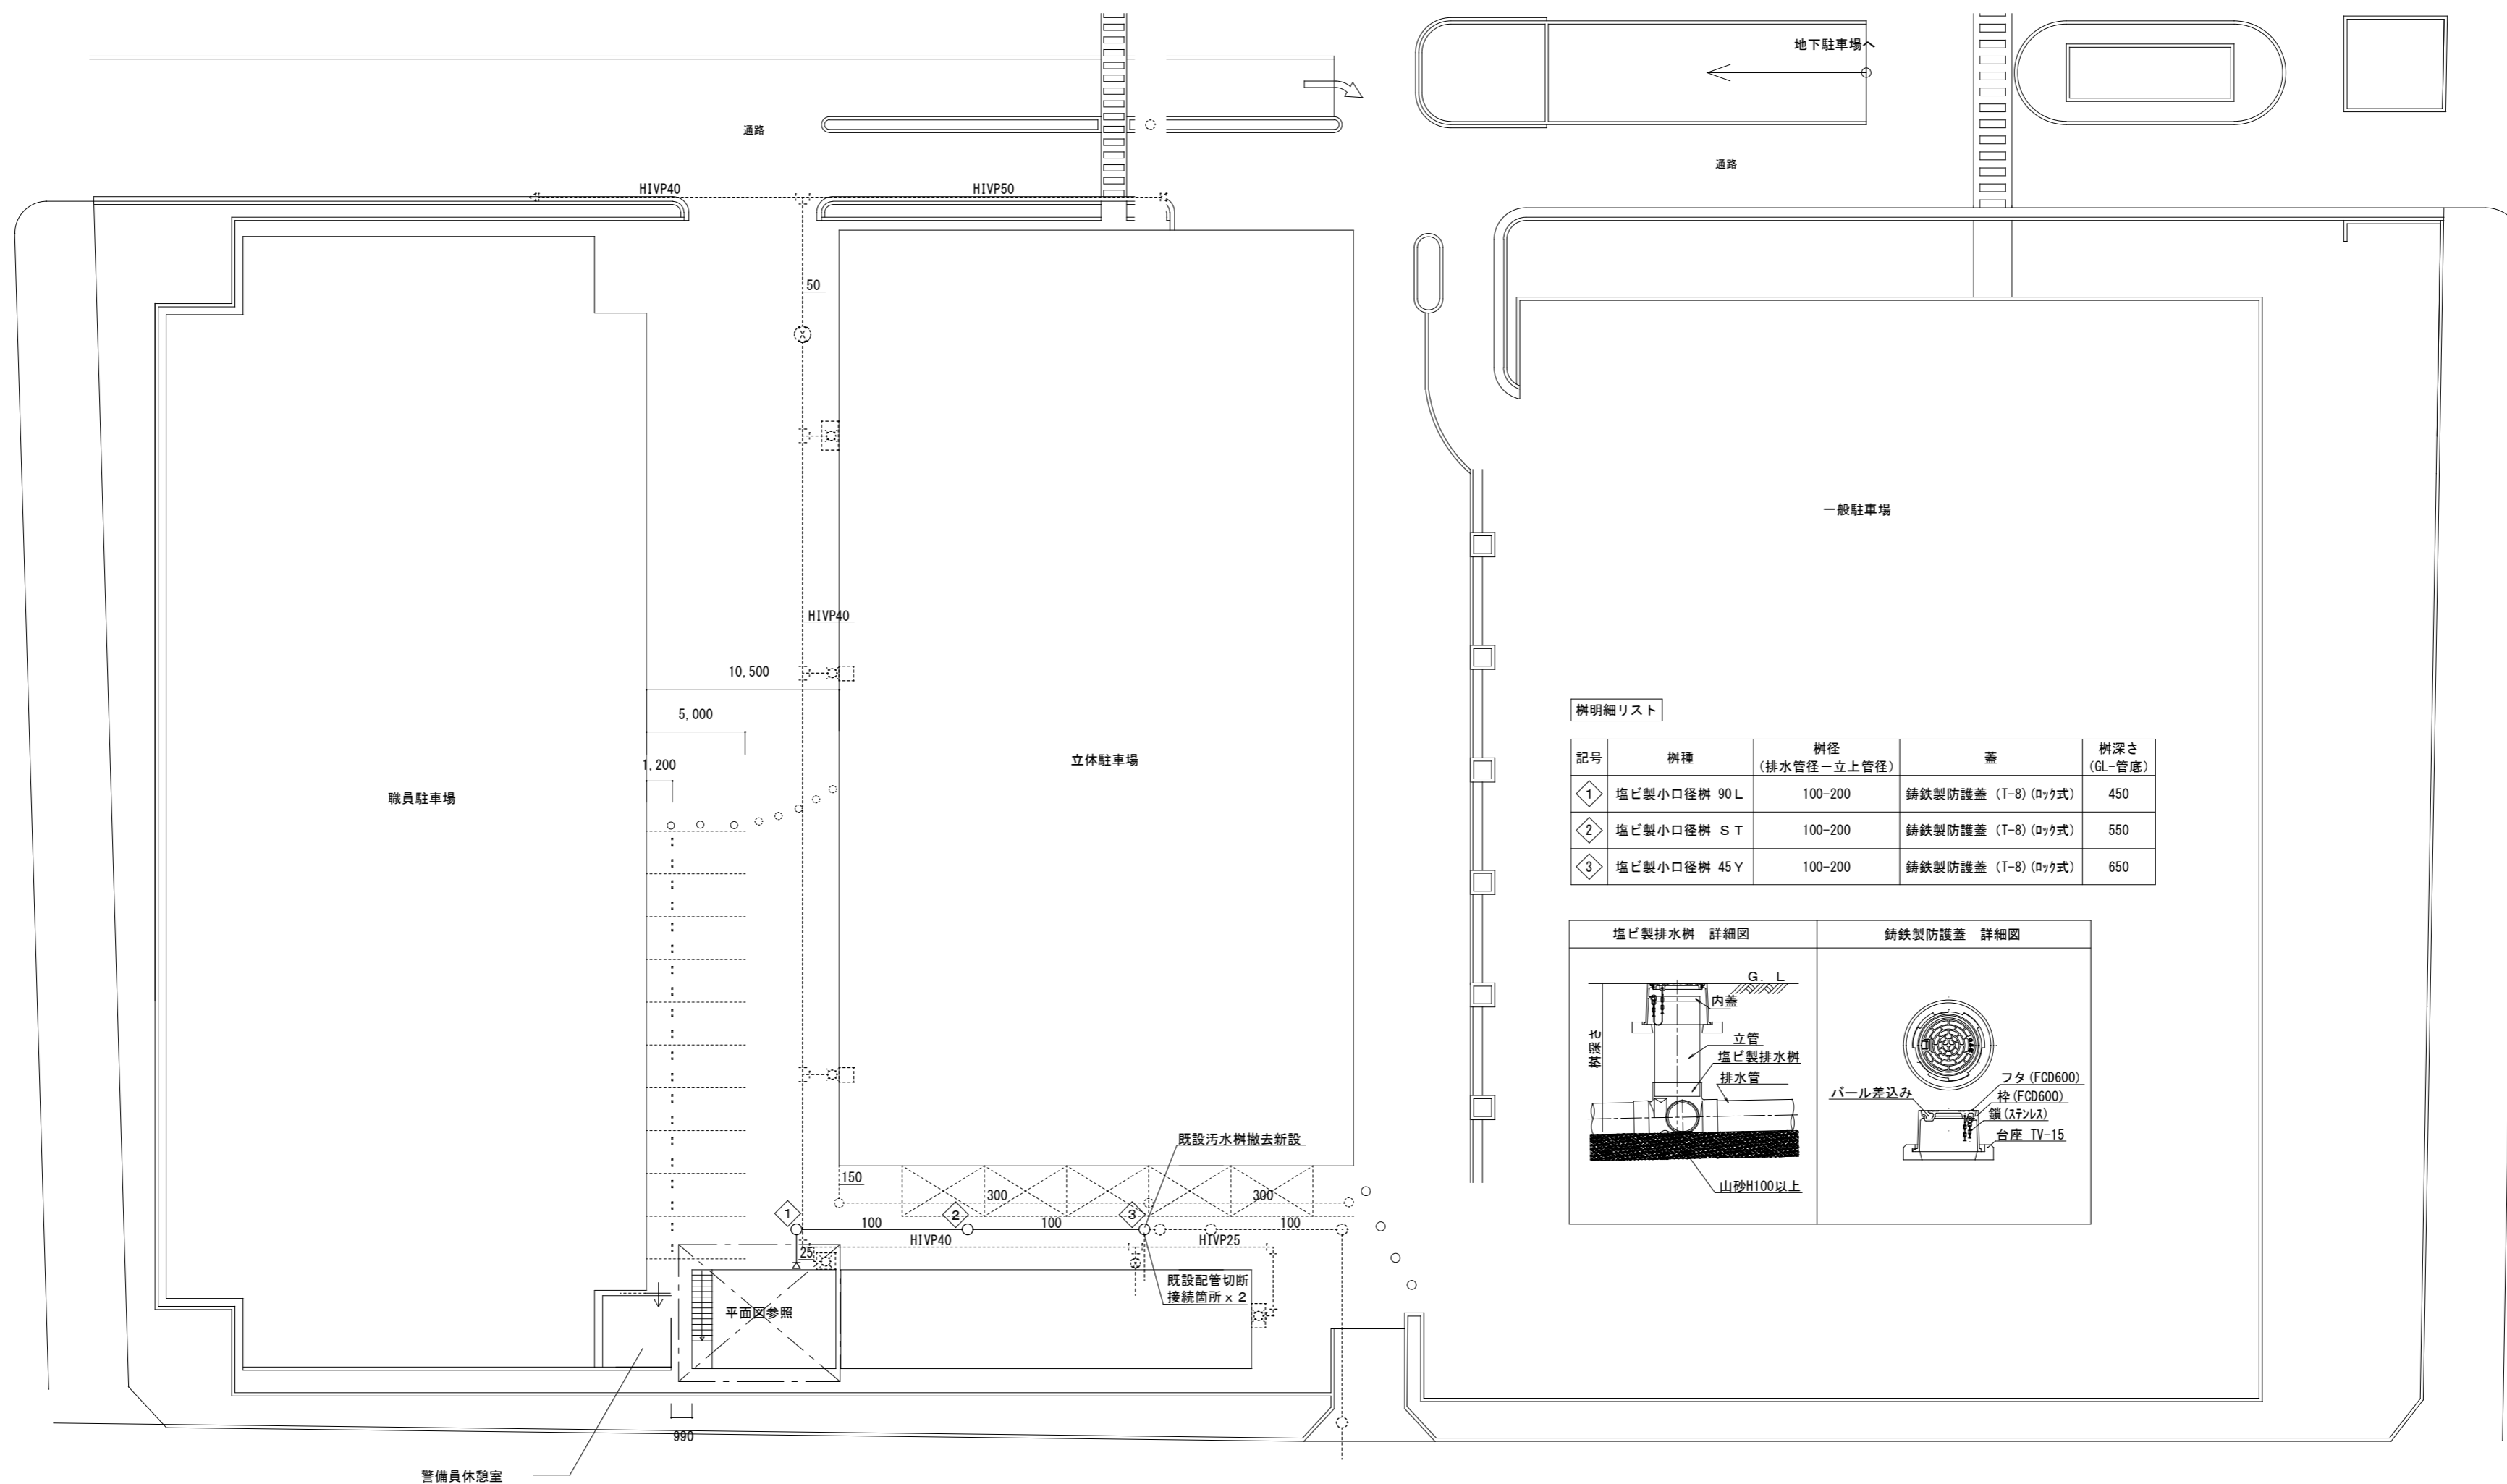 地下駐車場へ
通路
通路
HIVP40
HIVP50
50
HIVP40
10,500
5,000
1,200
職員駐車場
立体駐車場
一般駐車場
桝明細リスト
記号 桝種 桝径(排水管径－立上管径) 蓋 桝深さ(GL-管底)
1 塩ビ製小口径桝 90L 100-200 鋳鉄製防護蓋 (T-8)(ﾛｯｸ式) 450
2 塩ビ製小口径桝 ST 100-200 鋳鉄製防護蓋 (T-8)(ﾛｯｸ式) 550
3 塩ビ製小口径桝 45Y 100-200 鋳鉄製防護蓋 (T-8)(ﾛｯｸ式) 650
塩ビ製排水桝 詳細図
鋳鉄製防護蓋 詳細図
G. L
内蓋
桝深さ
立管
塩ビ製排水桝
排水管
山砂H100以上
バール差込み
フタ(FCD600)
枠(FCD600)
鎖(ｽﾃﾝﾚｽ)
台座 TV-15
既設汚水桝撤去新設
150
300
300
1
100
2
100
3
100
HIVP40
HIVP25
25
既設配管切断
接続箇所x2
平面図参照
990
警備員休憩室